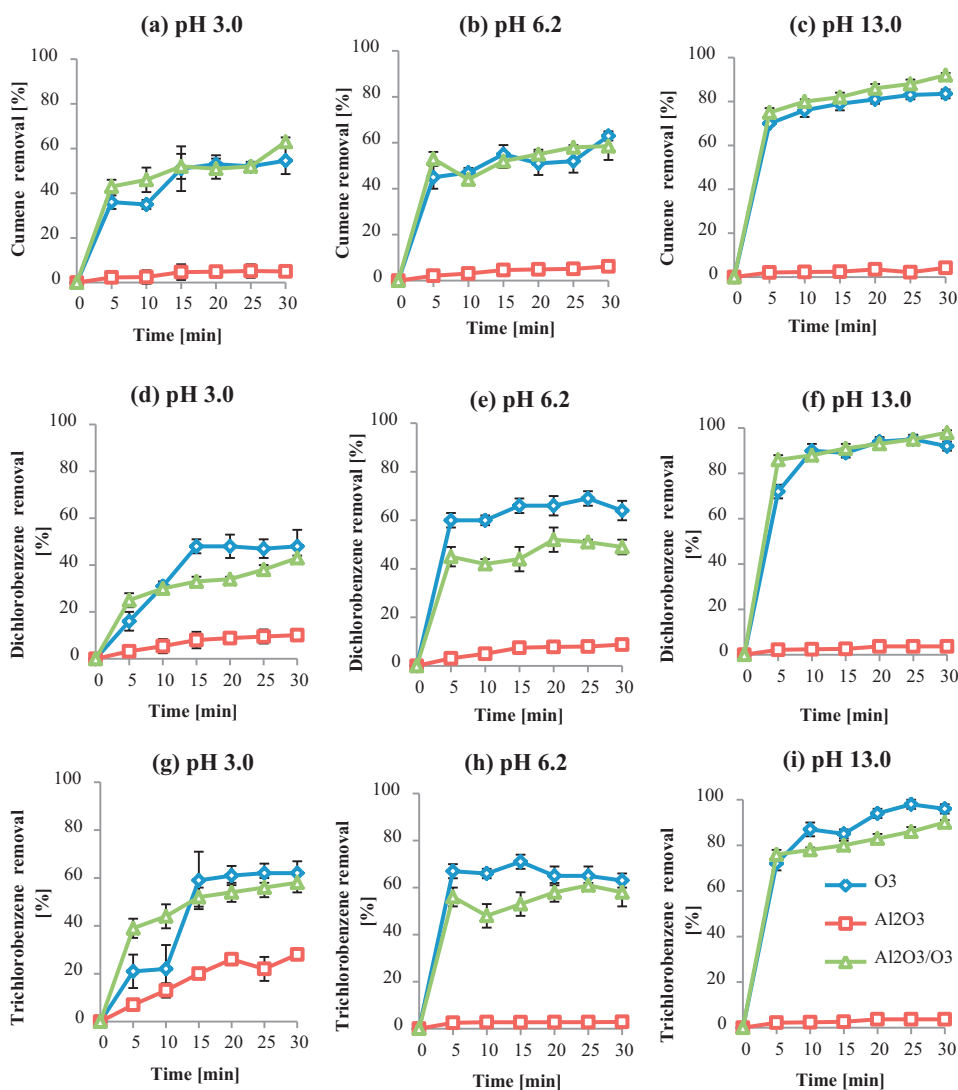 (a) pH 3.0
Cumene removal [%]
100
80
60
40
20
0
0 5 10 15 20 25 30
Time [min]
(b) pH 6.2
Cumene removal [%]
100
80
60
40
20
0
0 5 10 15 20 25 30
Time [min]
(c) pH 13.0
Cumene removal [%]
100
80
60
40
20
0
0 5 10 15 20 25 30
Time [min]
(d) pH 3.0
Dichlorobenzene removal
[%]
100
80
60
40
20
0
0 5 10 15 20 25 30
Time [min]
(e) pH 6.2
Dichlorobenzene removal [%]
100
80
60
40
20
0
0 5 10 15 20 25 30
Time [min]
(f) pH 13.0
Dichlorobenzene removal
[%]
100
80
60
40
20
0
0 5 10 15 20 25 30
Time [min]
(g) pH 3.0
Trichlorobenzene removal
[%]
100
80
60
40
20
0
0 5 10 15 20 25 30
Time [min]
(h) pH 6.2
Trichlorobenzene removal
[%]
100
80
60
40
20
0
0 5 10 15 20 25 30
Time [min]
(i) pH 13.0
Trichlorobenzene removal
[%]
100
80
60
40
20
0
0 5 10 15 20 25 30
Time [min]
O3
Al2O3
Al2O3/O3